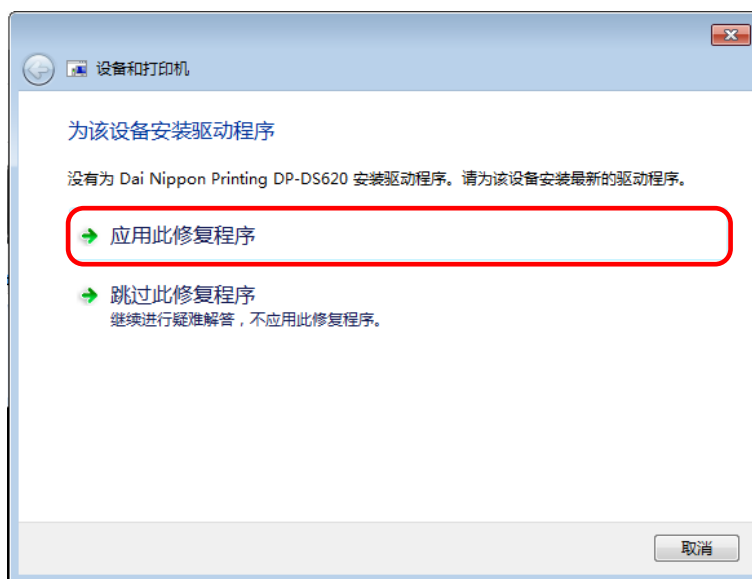 设备和打印机
为该设备安装驱动程序
没有为 Dai Nippon Printing DP-DS620 安装驱动程序。请为该设备安装最新的驱动程序。
应用此修复程序
跳过此修复程序
继续进行疑难解答，不应用此修复程序。
取消